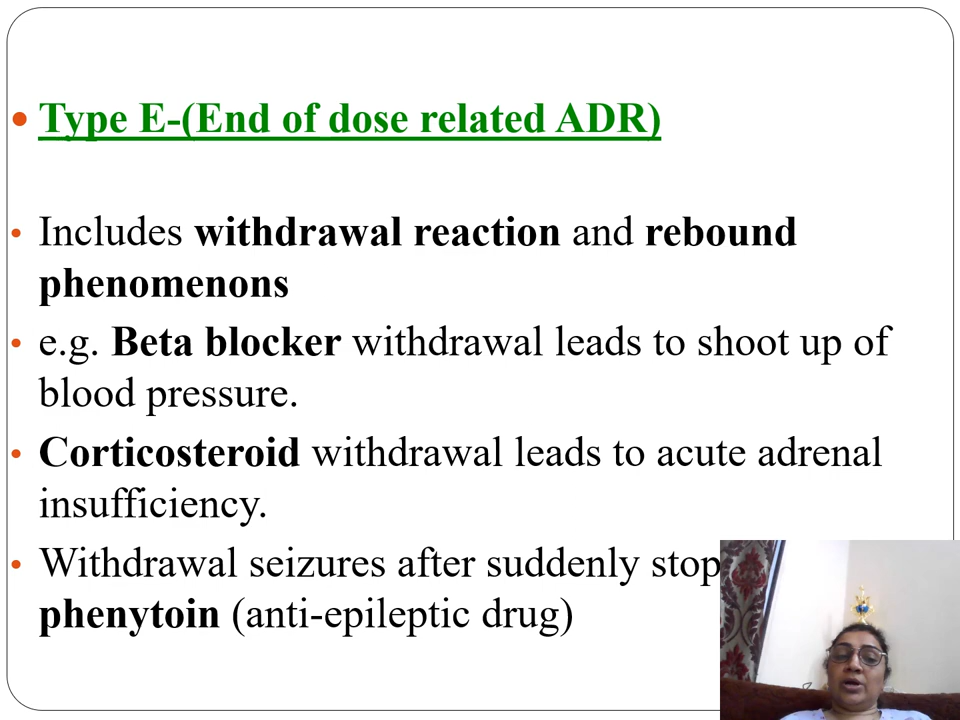 Type E-(End of dose related ADR)
Includes withdrawal reaction and rebound
phenomenons
e.g. Beta blocker withdrawal leads to shoot up of
blood pressure.
Corticosteroid withdrawal leads to acute adrenal
insufficiency.
Withdrawal seizures after suddenly stop
phenytoin (anti-epileptic drug)